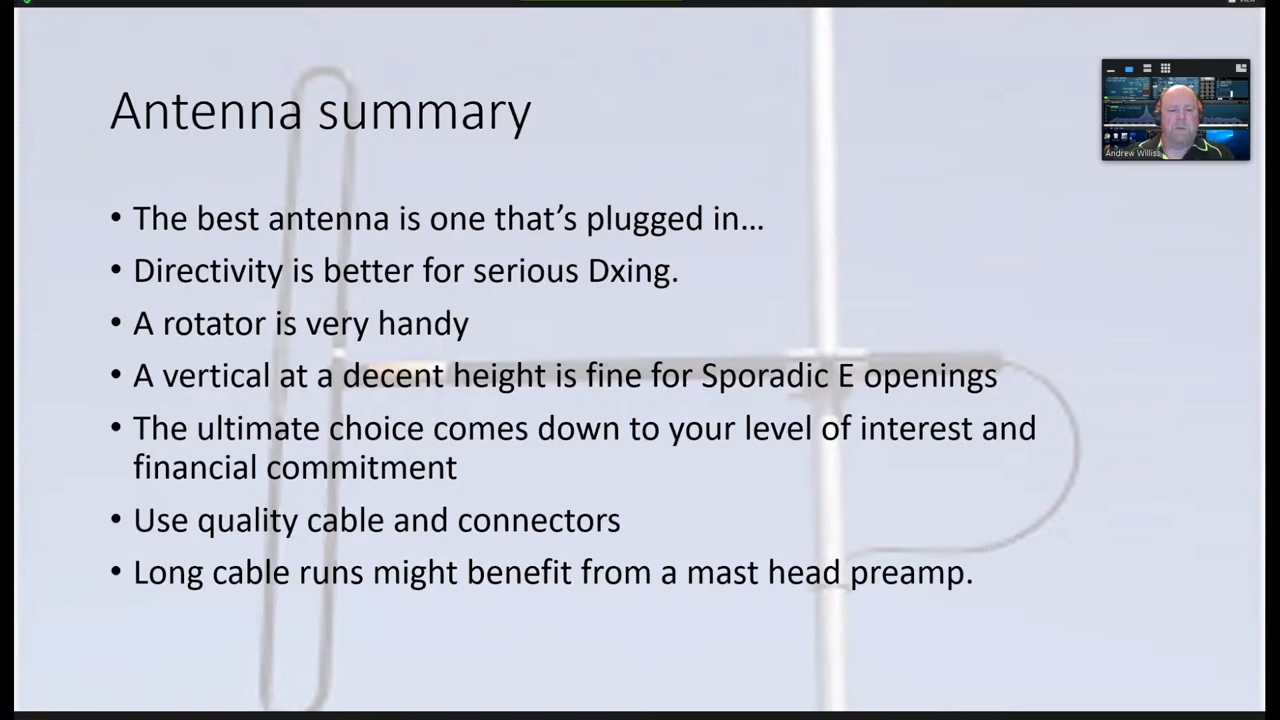 Antenna summary
Andrew Williss
• The best antenna is one that's plugged in...
• Directivity is better for serious Dxing.
• A rotator is very handy
• A vertical at a decent height is fine for Sporadic E openings
• The ultimate choice comes down to your level of interest and
financial commitment
• Use quality cable and connectors
• Long cable runs might benefit from a mast head preamp.